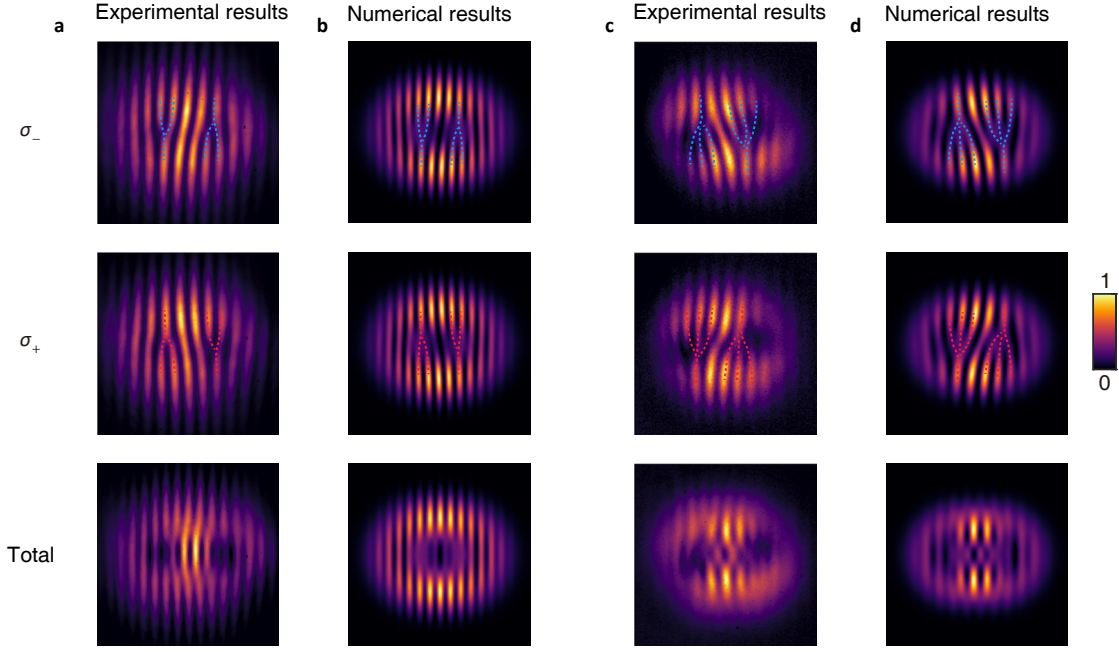 Experimental results
Numerical results
Experimental results
Numerical results
a
b
c
d
σ₋
σ₊
Total
1
0